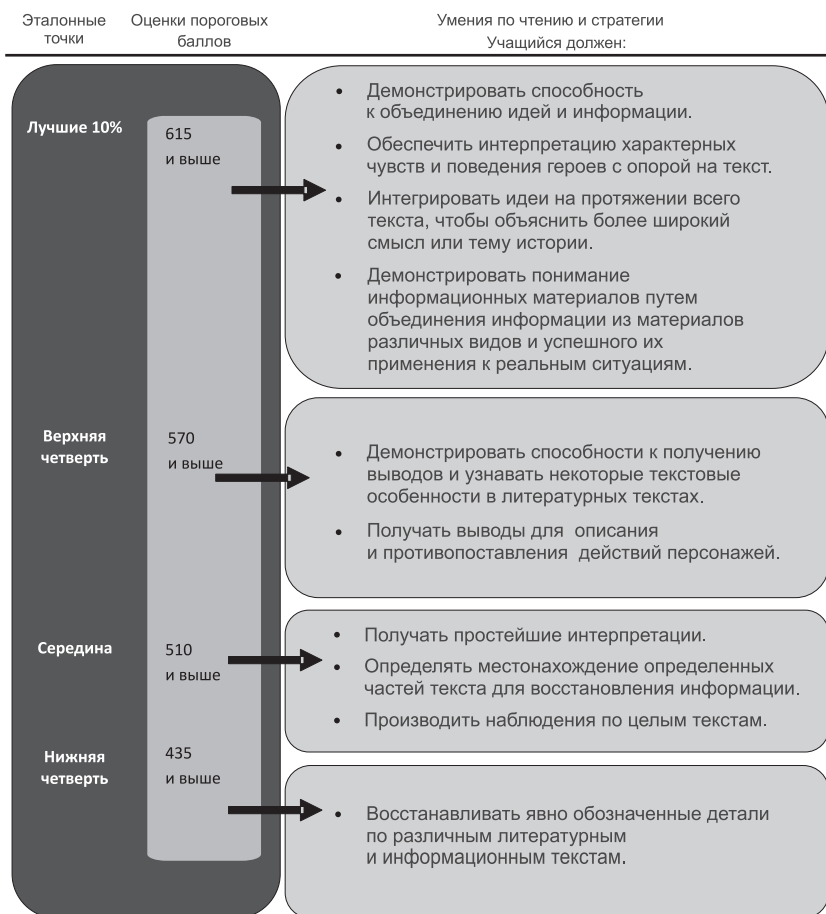 Эталонные
точки
Оценки пороговых
баллов
Умения по чтению и стратегии
Учащийся должен:
Лучшие 10%
615
и выше
• Демонстрировать способность
к объединению идей и информации.
• Обеспечить интерпретацию характерных
чувств и поведения героев с опорой на текст.
• Интегрировать идеи на протяжении всего
текста, чтобы объяснить более широкий
смысл или тему истории.
• Демонстрировать понимание
информационных материалов путем
объединения информации из материалов
различных видов и успешного их
применения к реальным ситуациям.
Верхняя
четверть
570
и выше
• Демонстрировать способности к получению
выводов и узнавать некоторые текстовые
особенности в литературных текстах.
• Получать выводы для описания
и противопоставления действий персонажей.
Середина
510
и выше
• Получать простейшие интерпретации.
• Определять местонахождение определенных
частей текста для восстановления информации.
• Производить наблюдения по целым текстам.
Нижняя
четверть
435
и выше
• Восстанавливать явно обозначенные детали
по различным литературным
и информационным текстам.